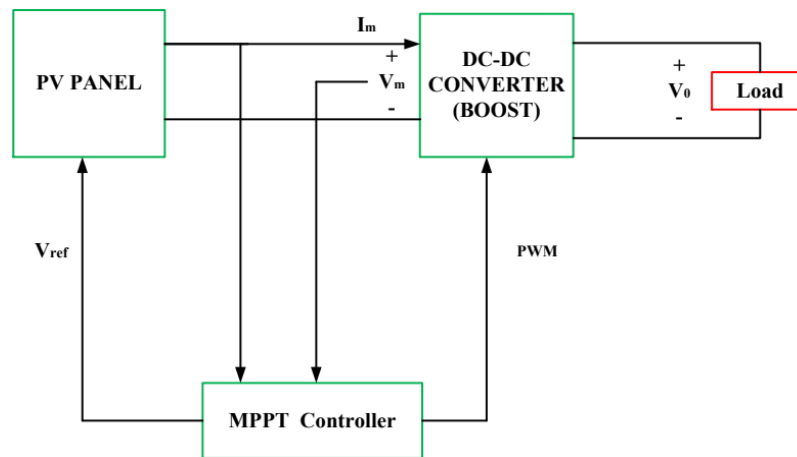 Im
PV PANEL
+
Vm
-
DC-DC
CONVERTER
(BOOST)
+
V0
-
Load
Vref
PWM
MPPT Controller